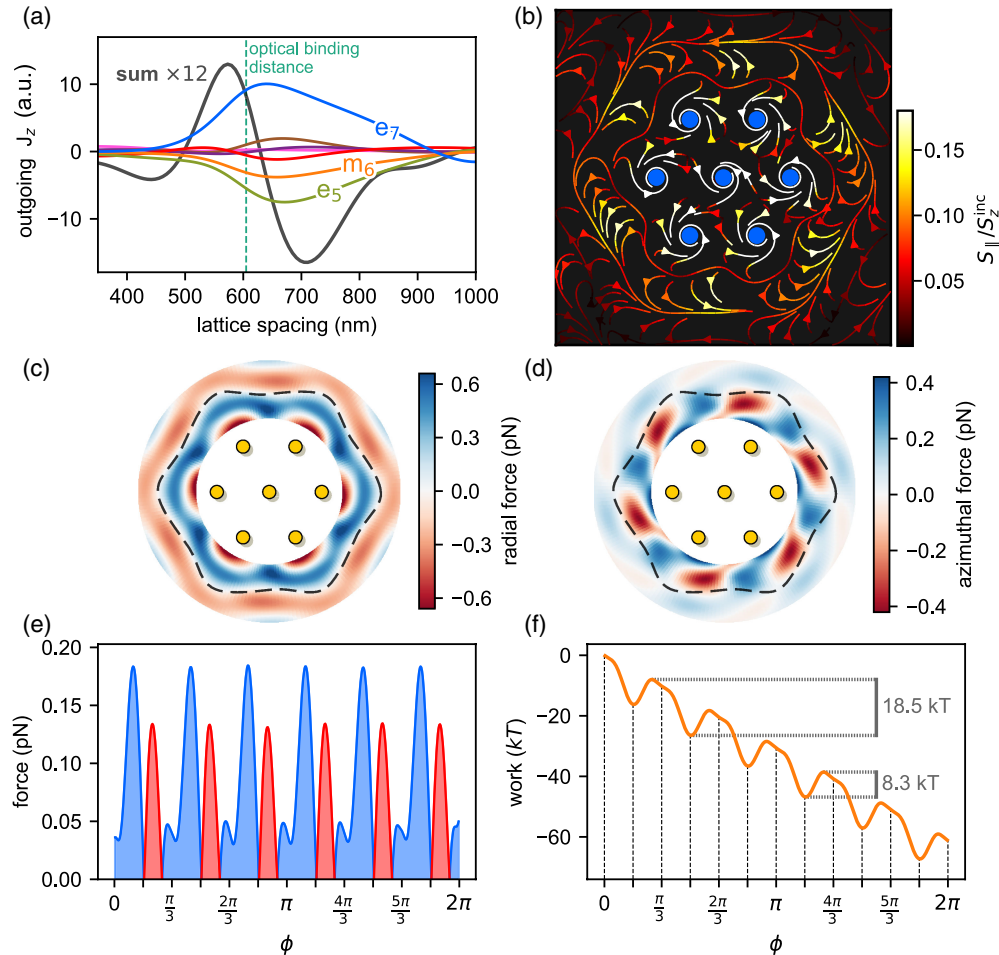 (a)
outgoing J_z (a.u.)
10
0
−10
sum ×12
optical binding
distance
e_7
m_6
e_5
400
500
600
700
800
900
1000
lattice spacing (nm)
(b)
0.15
0.10
0.05
S_∥/S_z^inc
(c)
0.6
0.3
0.0
−0.3
−0.6
radial force (pN)
(d)
0.4
0.2
0.0
−0.2
−0.4
azimuthal force (pN)
(e)
force (pN)
0.20
0.15
0.10
0.05
0.00
0
π/3
2π/3
π
4π/3
5π/3
2π
ϕ
(f)
work (kT)
0
−20
−40
−60
18.5 kT
8.3 kT
0
π/3
2π/3
π
4π/3
5π/3
2π
ϕ